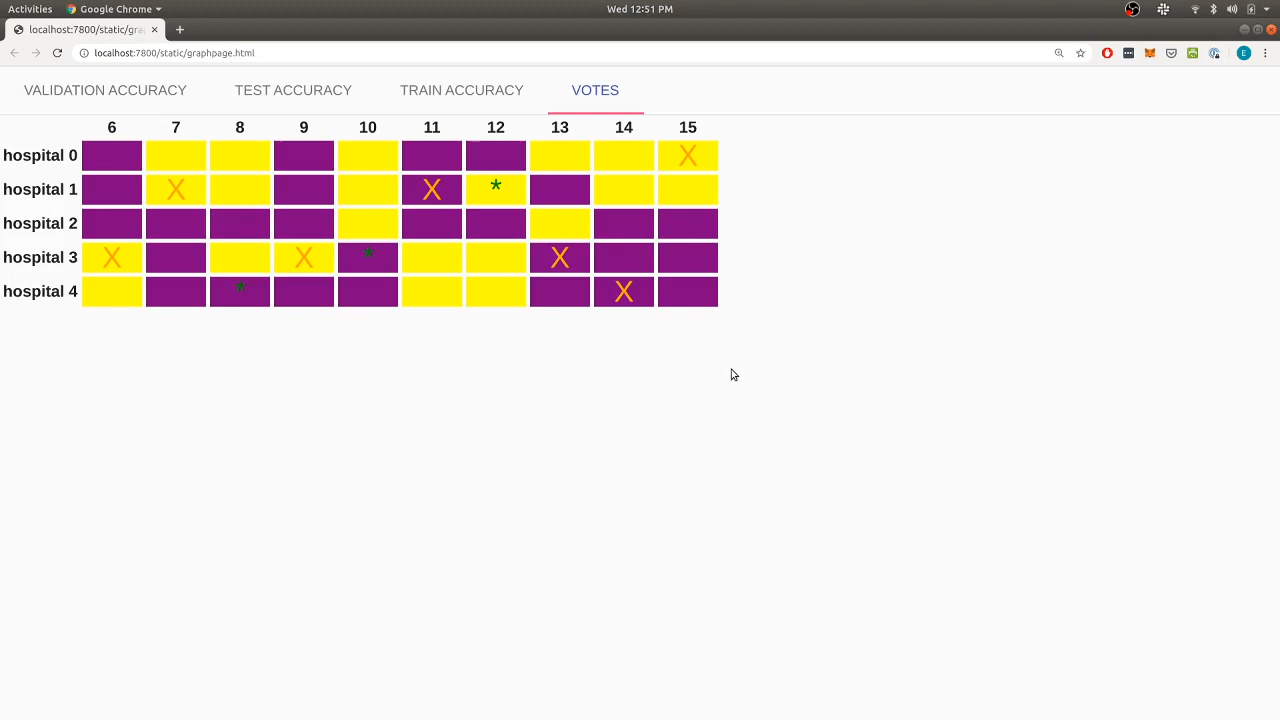 Activities Google Chrome Wed 12:51 PM
localhost:7800/static/gra
localhost:7800/static/graphpage.html E
VALIDATION ACCURACY TEST ACCURACY TRAIN ACCURACY VOTES
6 7 8 9 10 11 12 13 14 15
hospital 0 X
hospital 1 X X *
hospital 2
hospital 3 X X * X
hospital 4 * X